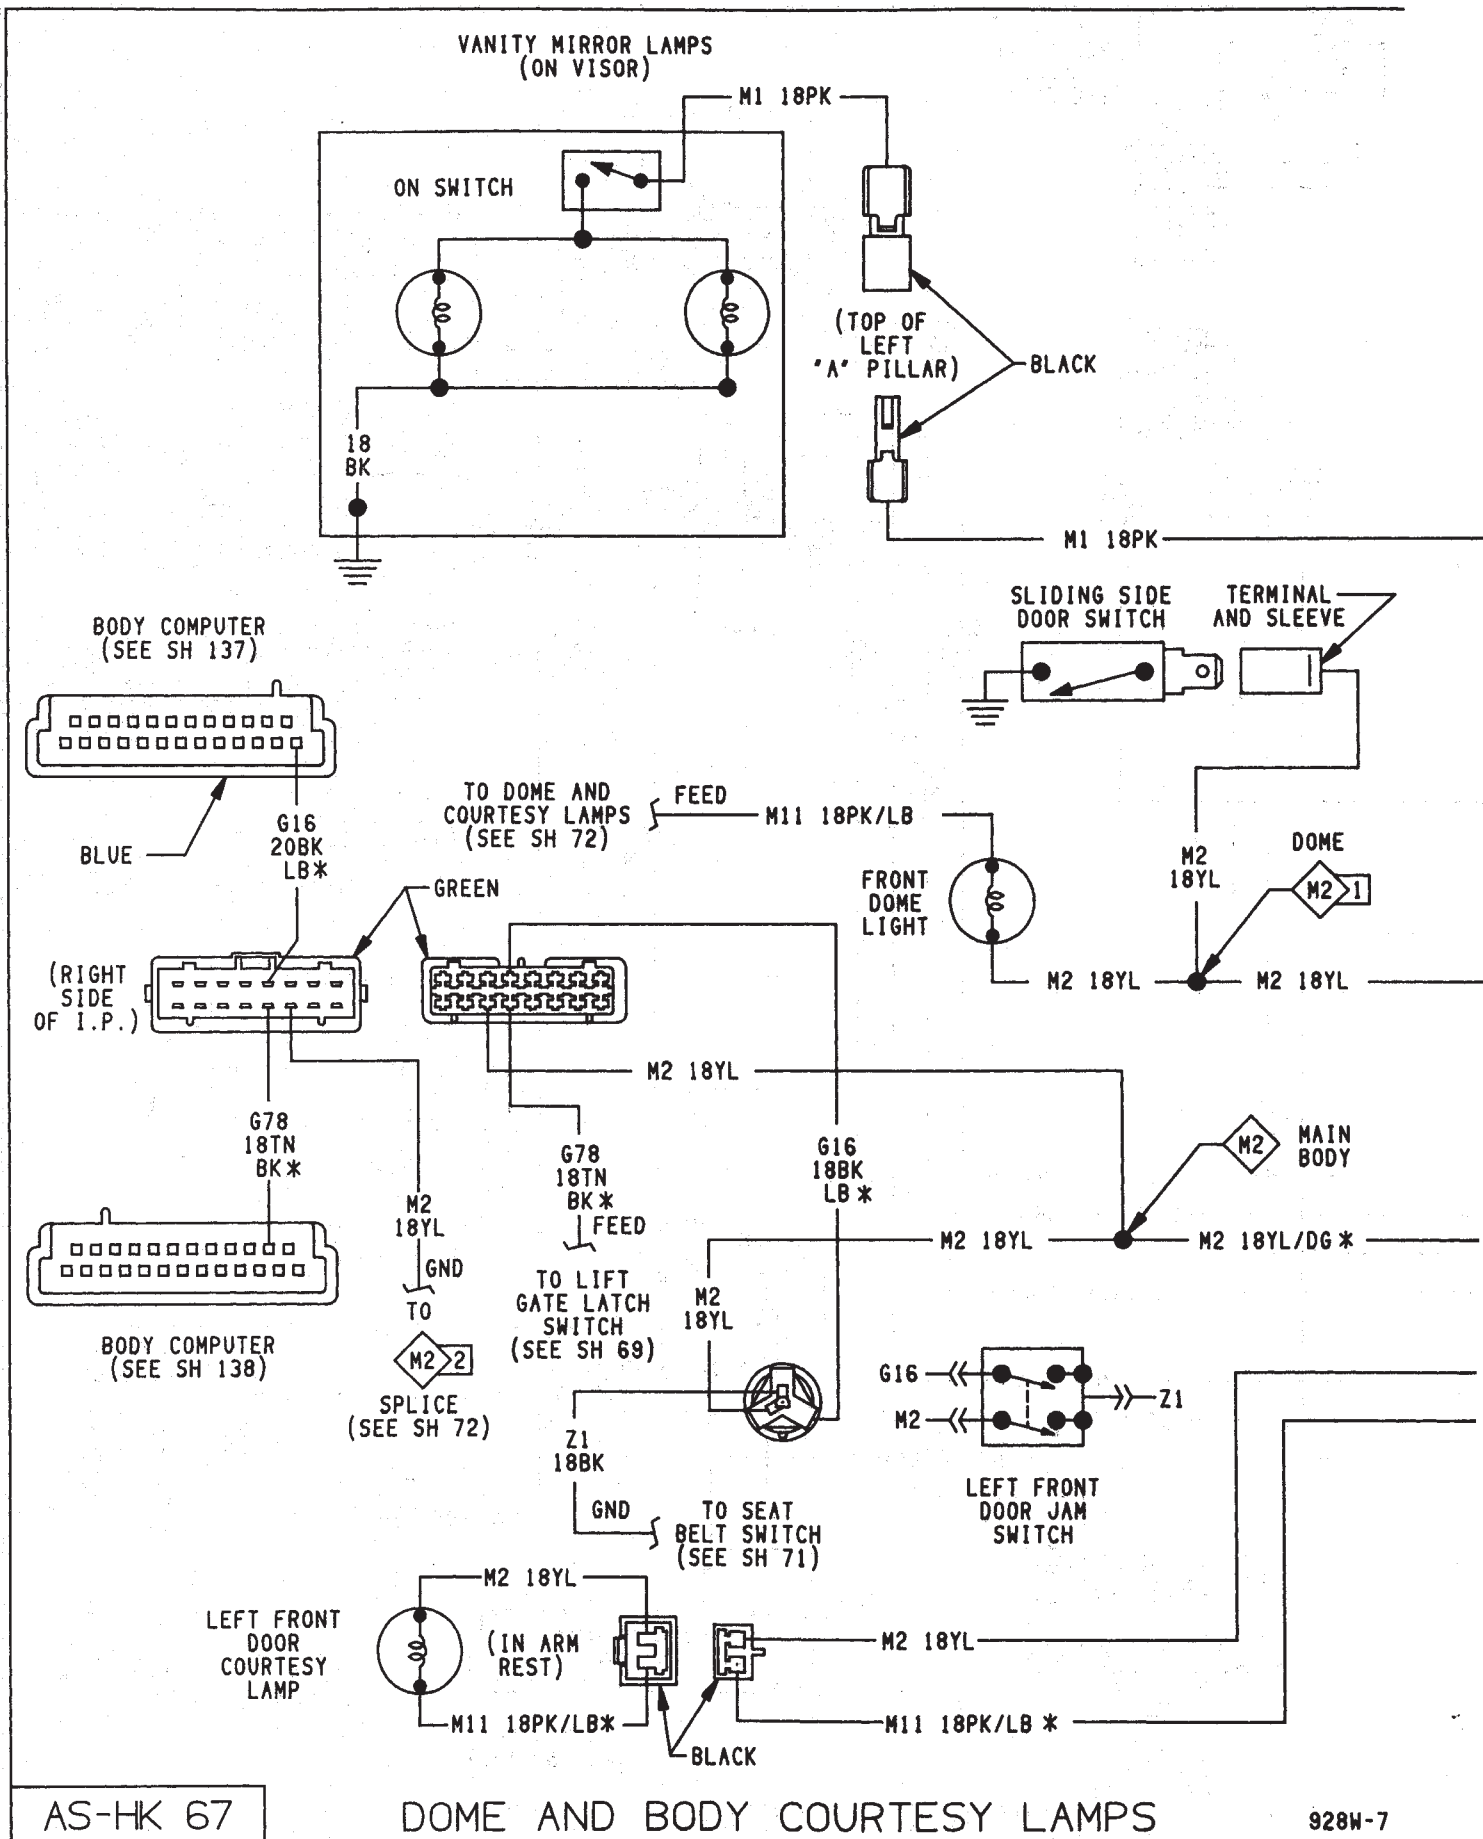 VANITY MIRROR LAMPS
(ON VISOR)
M1 18PK
ON SWITCH
(TOP OF
LEFT
"A" PILLAR)
BLACK
18
BK
M1 18PK
SLIDING SIDE
DOOR SWITCH
TERMINAL
AND SLEEVE
BODY COMPUTER
(SEE SH 137)
BLUE
G16
20BK
LB*
TO DOME AND
COURTESY LAMPS
(SEE SH 72)
FEED
M11 18PK/LB
FRONT
DOME
LIGHT
M2
18YL
DOME
M2 1
GREEN
(RIGHT
SIDE
OF I.P.)
M2 18YL
M2 18YL
M2 18YL
G78
18TN
BK*
M2
18YL
GND
TO
M2 2
SPLICE
(SEE SH 72)
G78
18TN
BK*
FEED
TO LIFT
GATE LATCH
SWITCH
(SEE SH 69)
G16
18BK
LB*
M2
MAIN
BODY
M2 18YL
M2 18YL/DG*
M2
18YL
BODY COMPUTER
(SEE SH 138)
G16
M2
Z1
LEFT FRONT
DOOR JAM
SWITCH
Z1
18BK
GND
TO SEAT
BELT SWITCH
(SEE SH 71)
M2 18YL
LEFT FRONT
DOOR
COURTESY
LAMP
(IN ARM
REST)
M2 18YL
M11 18PK/LB*
M11 18PK/LB*
BLACK
AS-HK 67
DOME AND BODY COURTESY LAMPS
928W-7